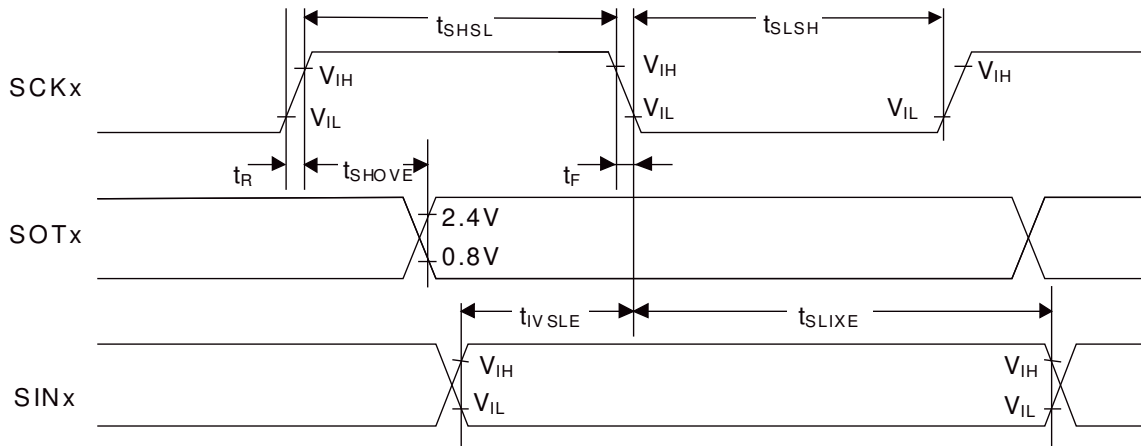 tSHSL
tSLSH
SCKx
VIH
VIH
VIH
VIL
VIL
VIL
tR
tSHOVE
tF
SOTx
2.4V
0.8V
tIVSLE
tSLIXE
SINx
VIH
VIH
VIL
VIL